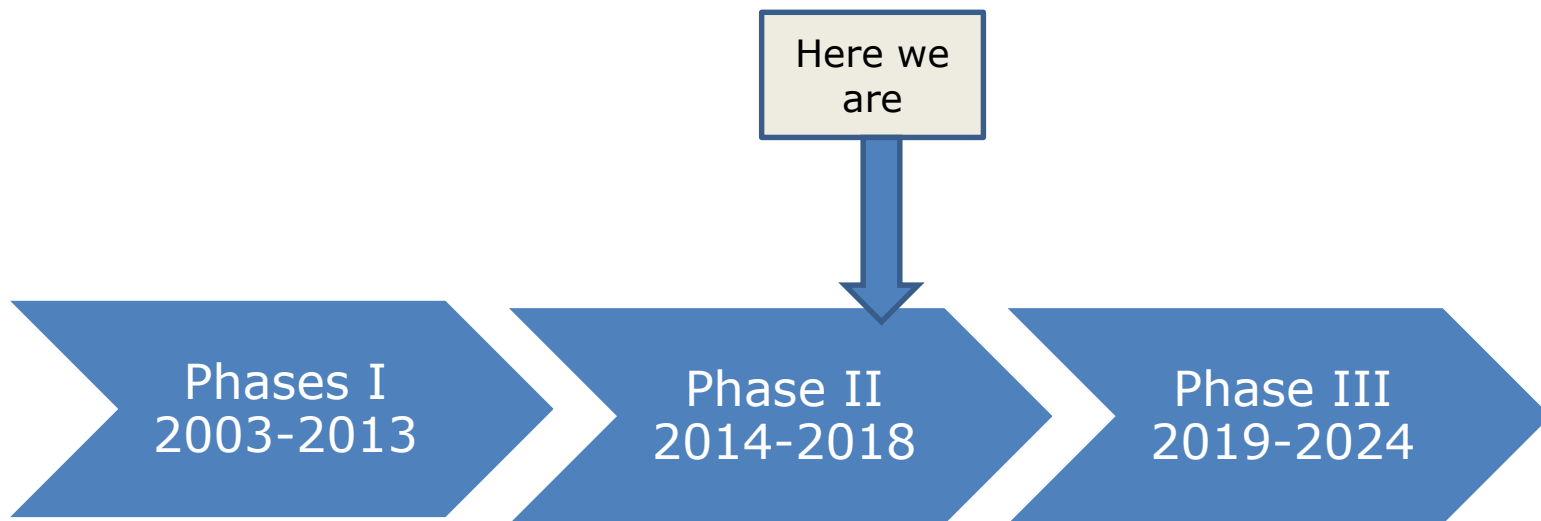 Here we
are
Phases I
2003-2013
Phase II
2014-2018
Phase III
2019-2024